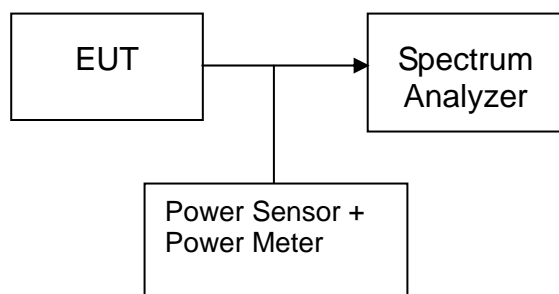 EUT
Spectrum
Analyzer
Power Sensor +
Power Meter